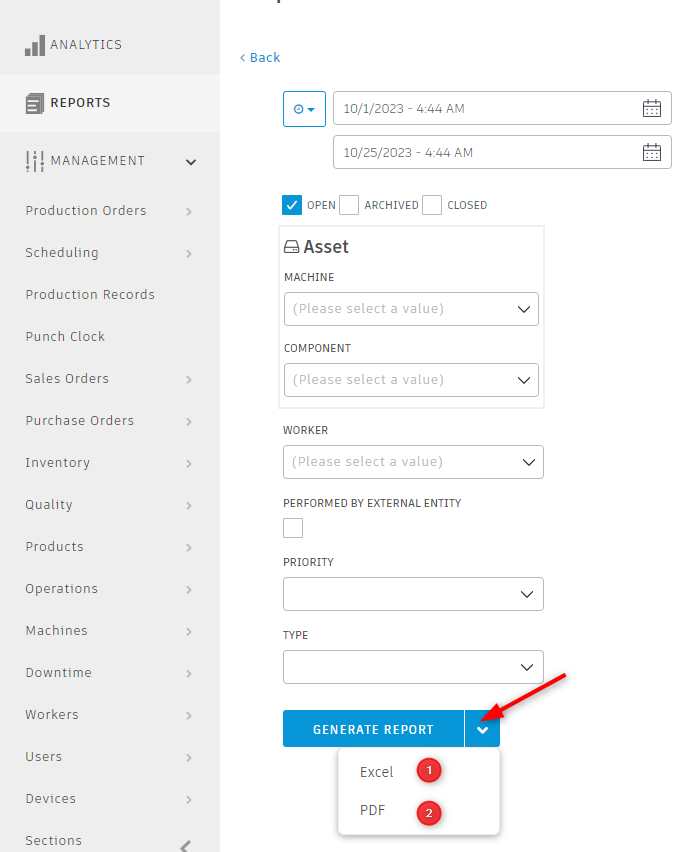 ANALYTICS
REPORTS
MANAGEMENT
Production Orders
Scheduling
Production Records
Punch Clock
Sales Orders
Purchase Orders
Inventory
Quality
Products
Operations
Machines
Downtime
Workers
Users
Devices
Sections
Back
10/1/2023 - 4:44 AM
10/25/2023 - 4:44 AM
OPEN ARCHIVED CLOSED
Asset
MACHINE
(Please select a value)
COMPONENT
(Please select a value)
WORKER
(Please select a value)
PERFORMED BY EXTERNAL ENTITY
PRIORITY
TYPE
GENERATE REPORT
Excel 1
PDF 2